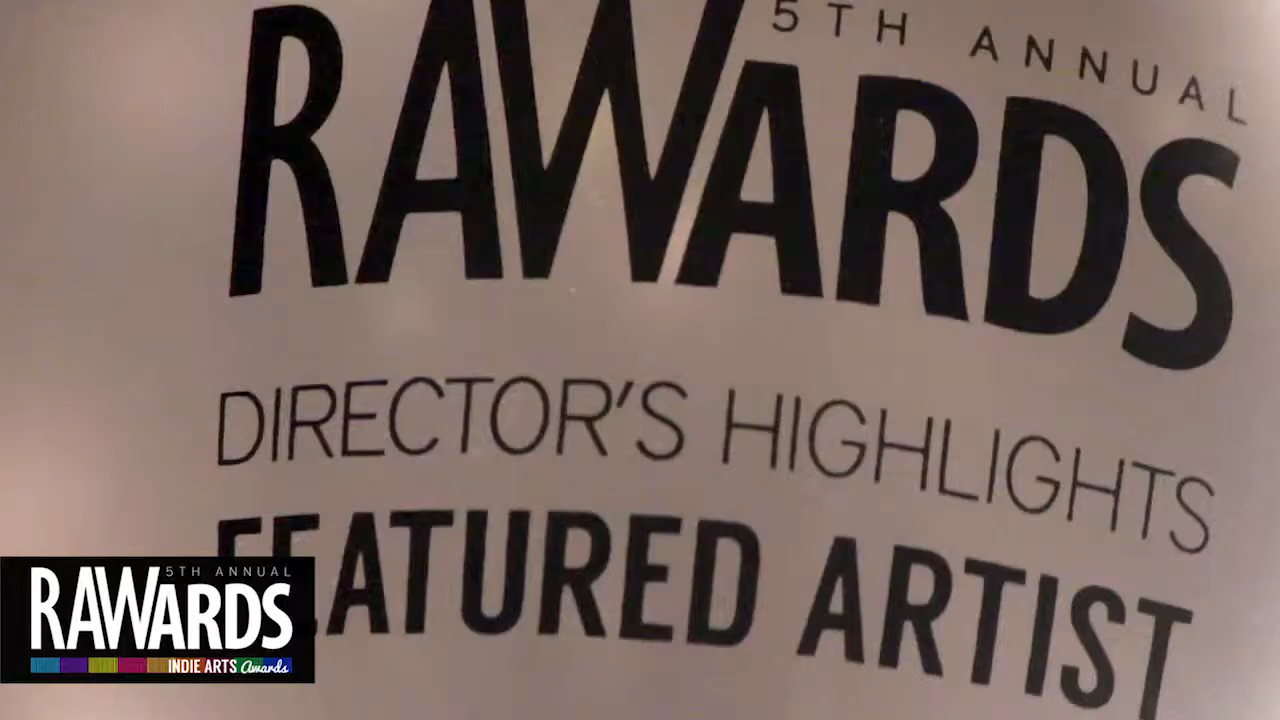 5TH ANNUAL
RAWARDS
DIRECTOR'S HIGHLIGHTS
FEATURED ARTIST
5TH ANNUAL
RAWARDS
INDIE ARTS Awards